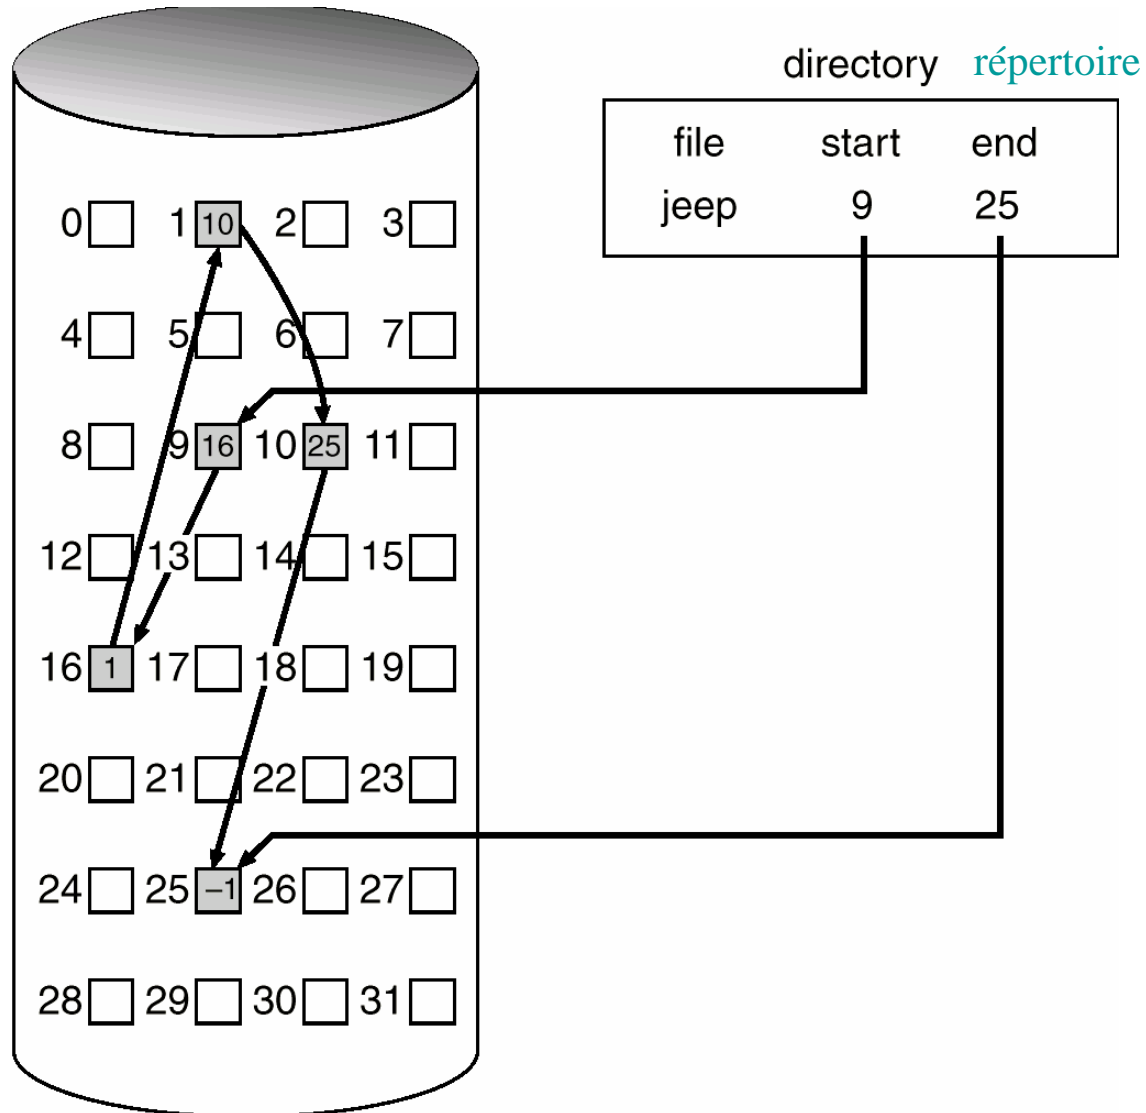 directory répertoire
file start end
jeep 9 25
0 1 10 2 3
4 5 6 7
8 9 16 10 25 11
12 13 14 15
16 1 17 18 19
20 21 22 23
24 25 –1 26 27
28 29 30 31